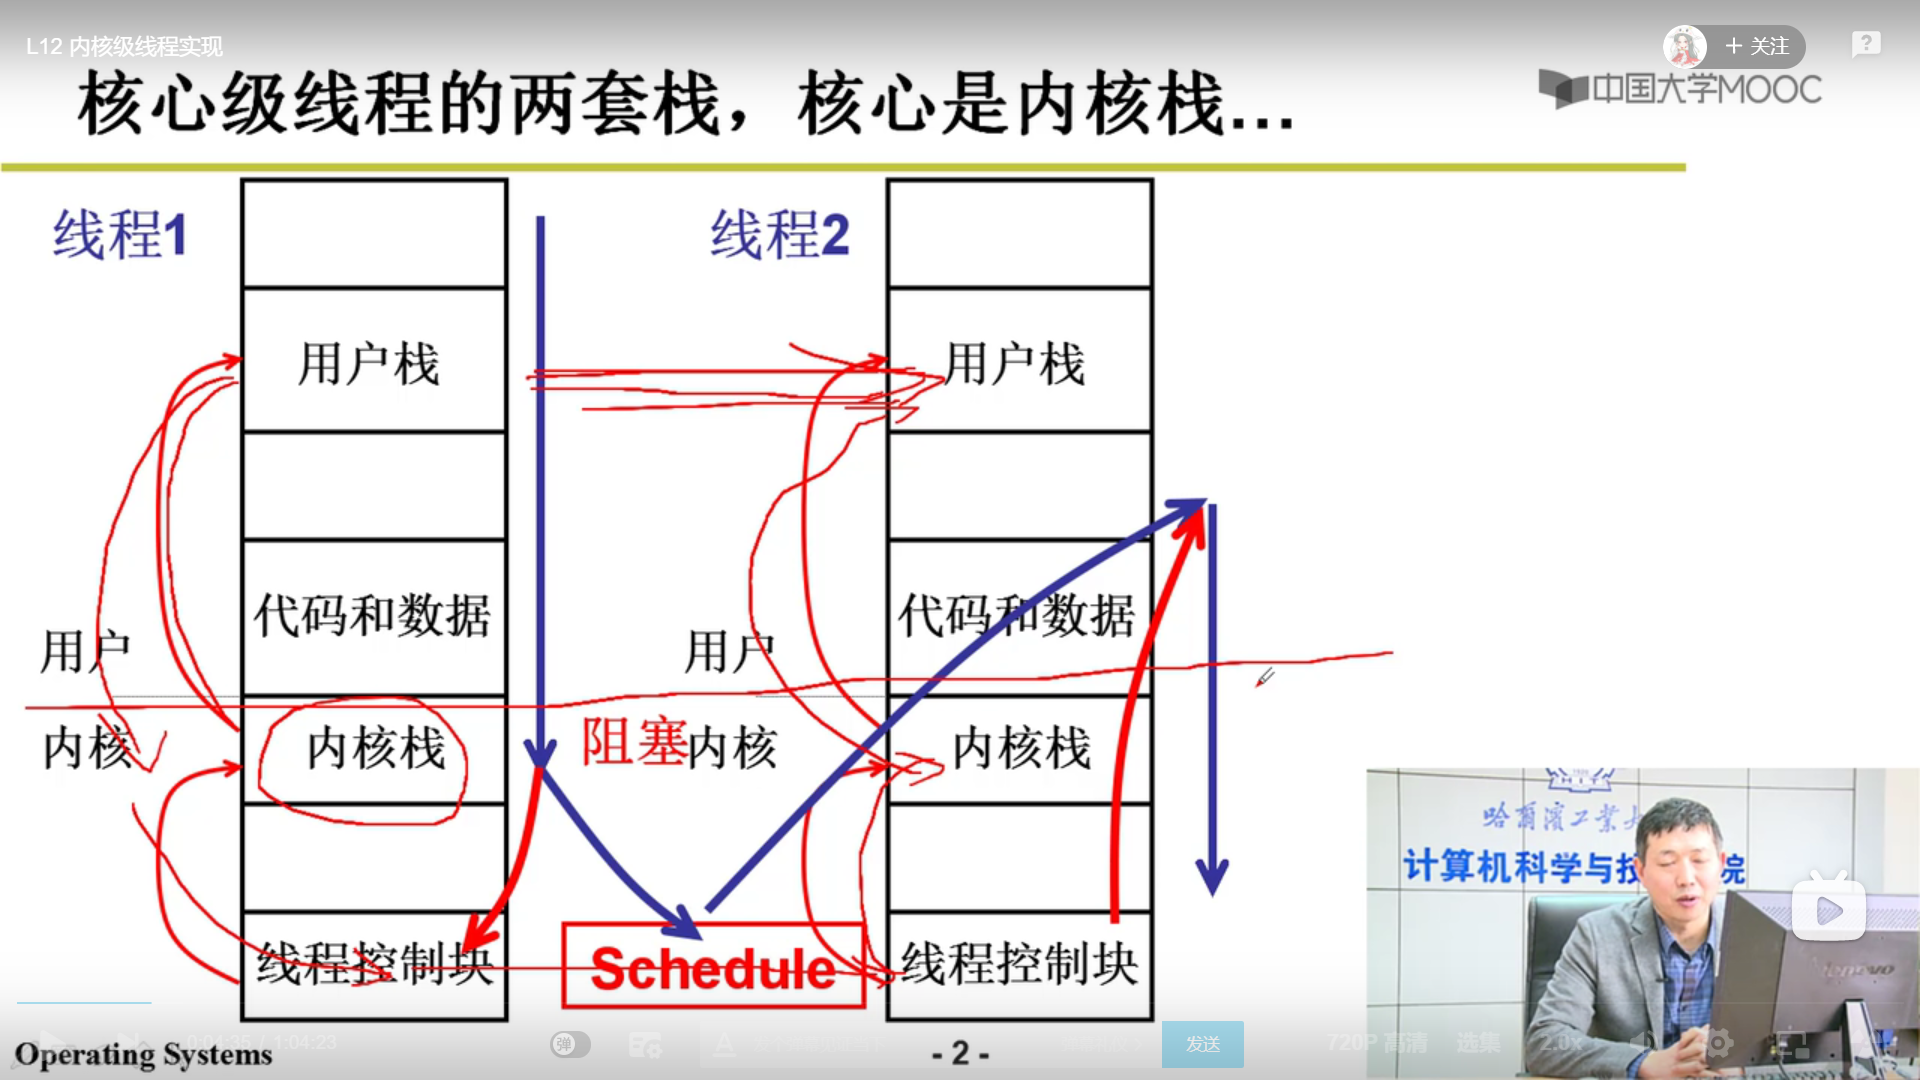 L12 内核级线程实现
+ 关注
核心级线程的两套栈，核心是内核栈...
中国大学MOOC
线程1
线程2
用户栈
用户栈
代码和数据
代码和数据
用户
用户
内核
内核栈
阻塞
内核
内核栈
哈尔滨工业大
计算机科学与技
院
线程控制块
Schedule
线程控制块
lenovo
Operating Systems
0:04:35 / 1:04:23
弹
- 2 -
发送
720P 高清
选集
2.0x